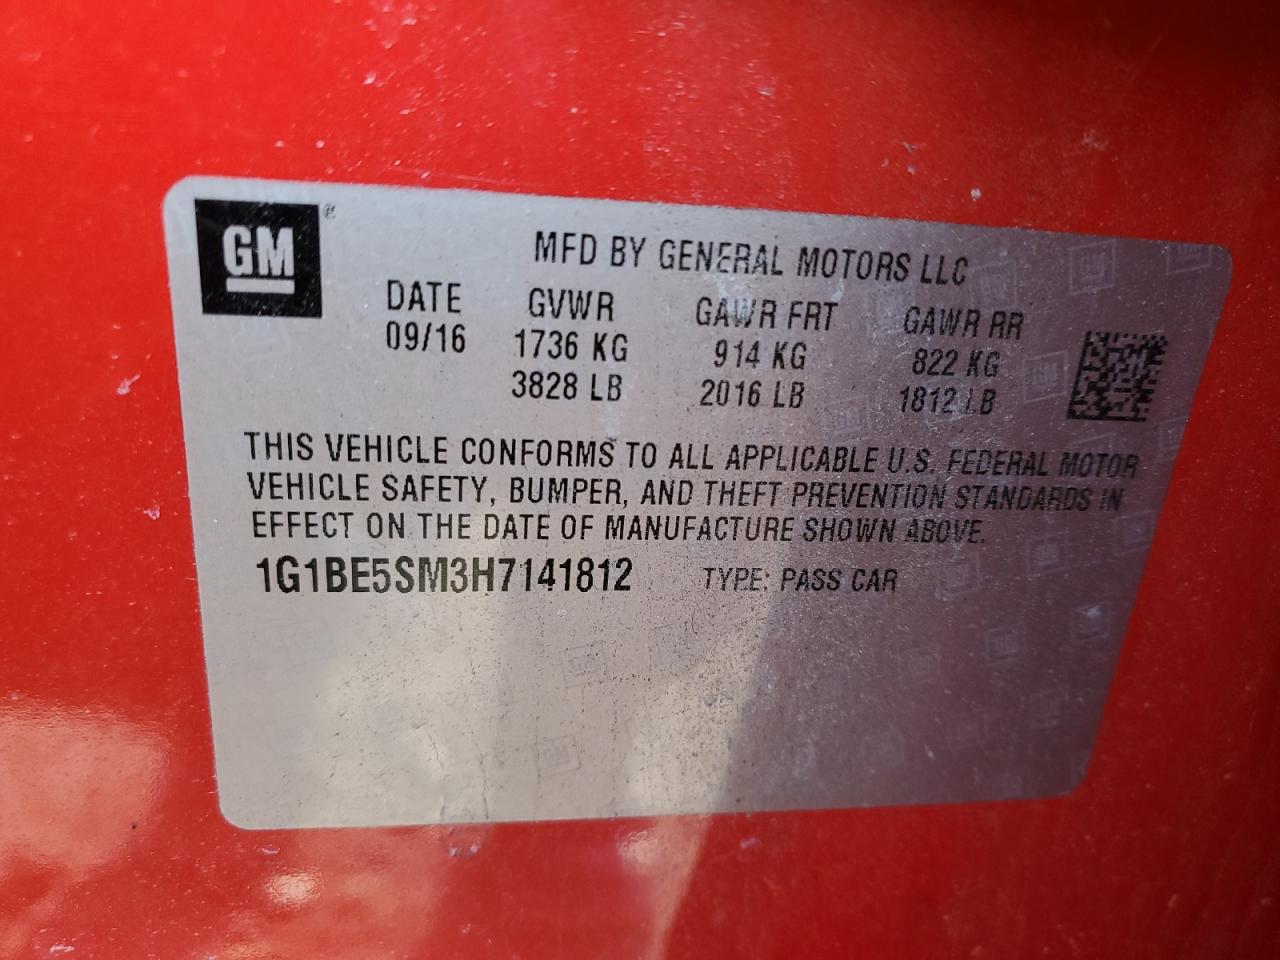 GM ®
MFD BY GENERAL MOTORS LLC
DATE GVWR GAWR FRT GAWR RR
09/16 1736 KG 914 KG 822 KG
3828 LB 2016 LB 1812 LB
THIS VEHICLE CONFORMS TO ALL APPLICABLE U.S. FEDERAL MOTOR
VEHICLE SAFETY, BUMPER, AND THEFT PREVENTION STANDARDS IN
EFFECT ON THE DATE OF MANUFACTURE SHOWN ABOVE.
1G1BE5SM3H7141812 TYPE: PASS CAR